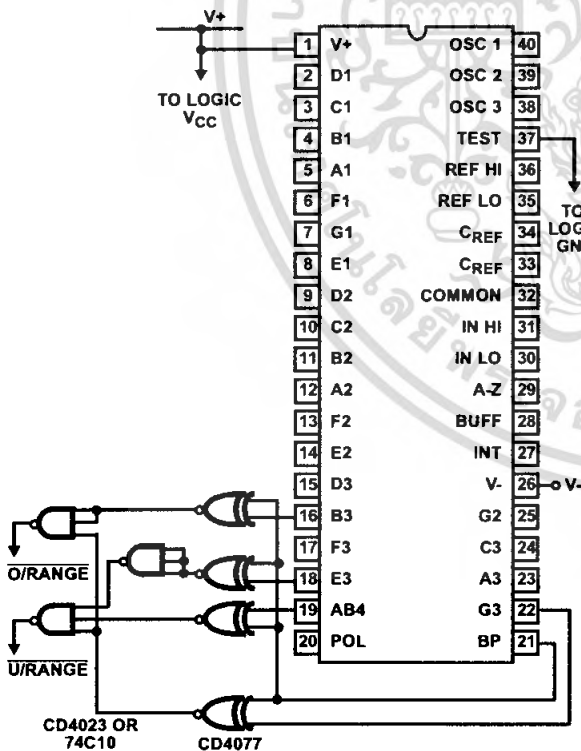 V+
TO LOGIC
VCC
1 V+ OSC 1 40
2 D1 OSC 2 39
3 C1 OSC 3 38
4 B1 TEST 37
5 A1 REF HI 36
6 F1 REF LO 35
7 G1 CREF 34
8 E1 CREF 33
9 D2 COMMON 32
10 C2 IN HI 31
11 B2 IN LO 30
12 A2 A-Z 29
13 F2 BUFF 28
14 E2 INT 27
15 D3 V- 26 V-
16 B3 G2 25
17 F3 C3 24
18 E3 A3 23
19 AB4 G3 22
20 POL BP 21
TO
O/RANGE
U/RANGE
CD4023 OR
74C10
CD4077